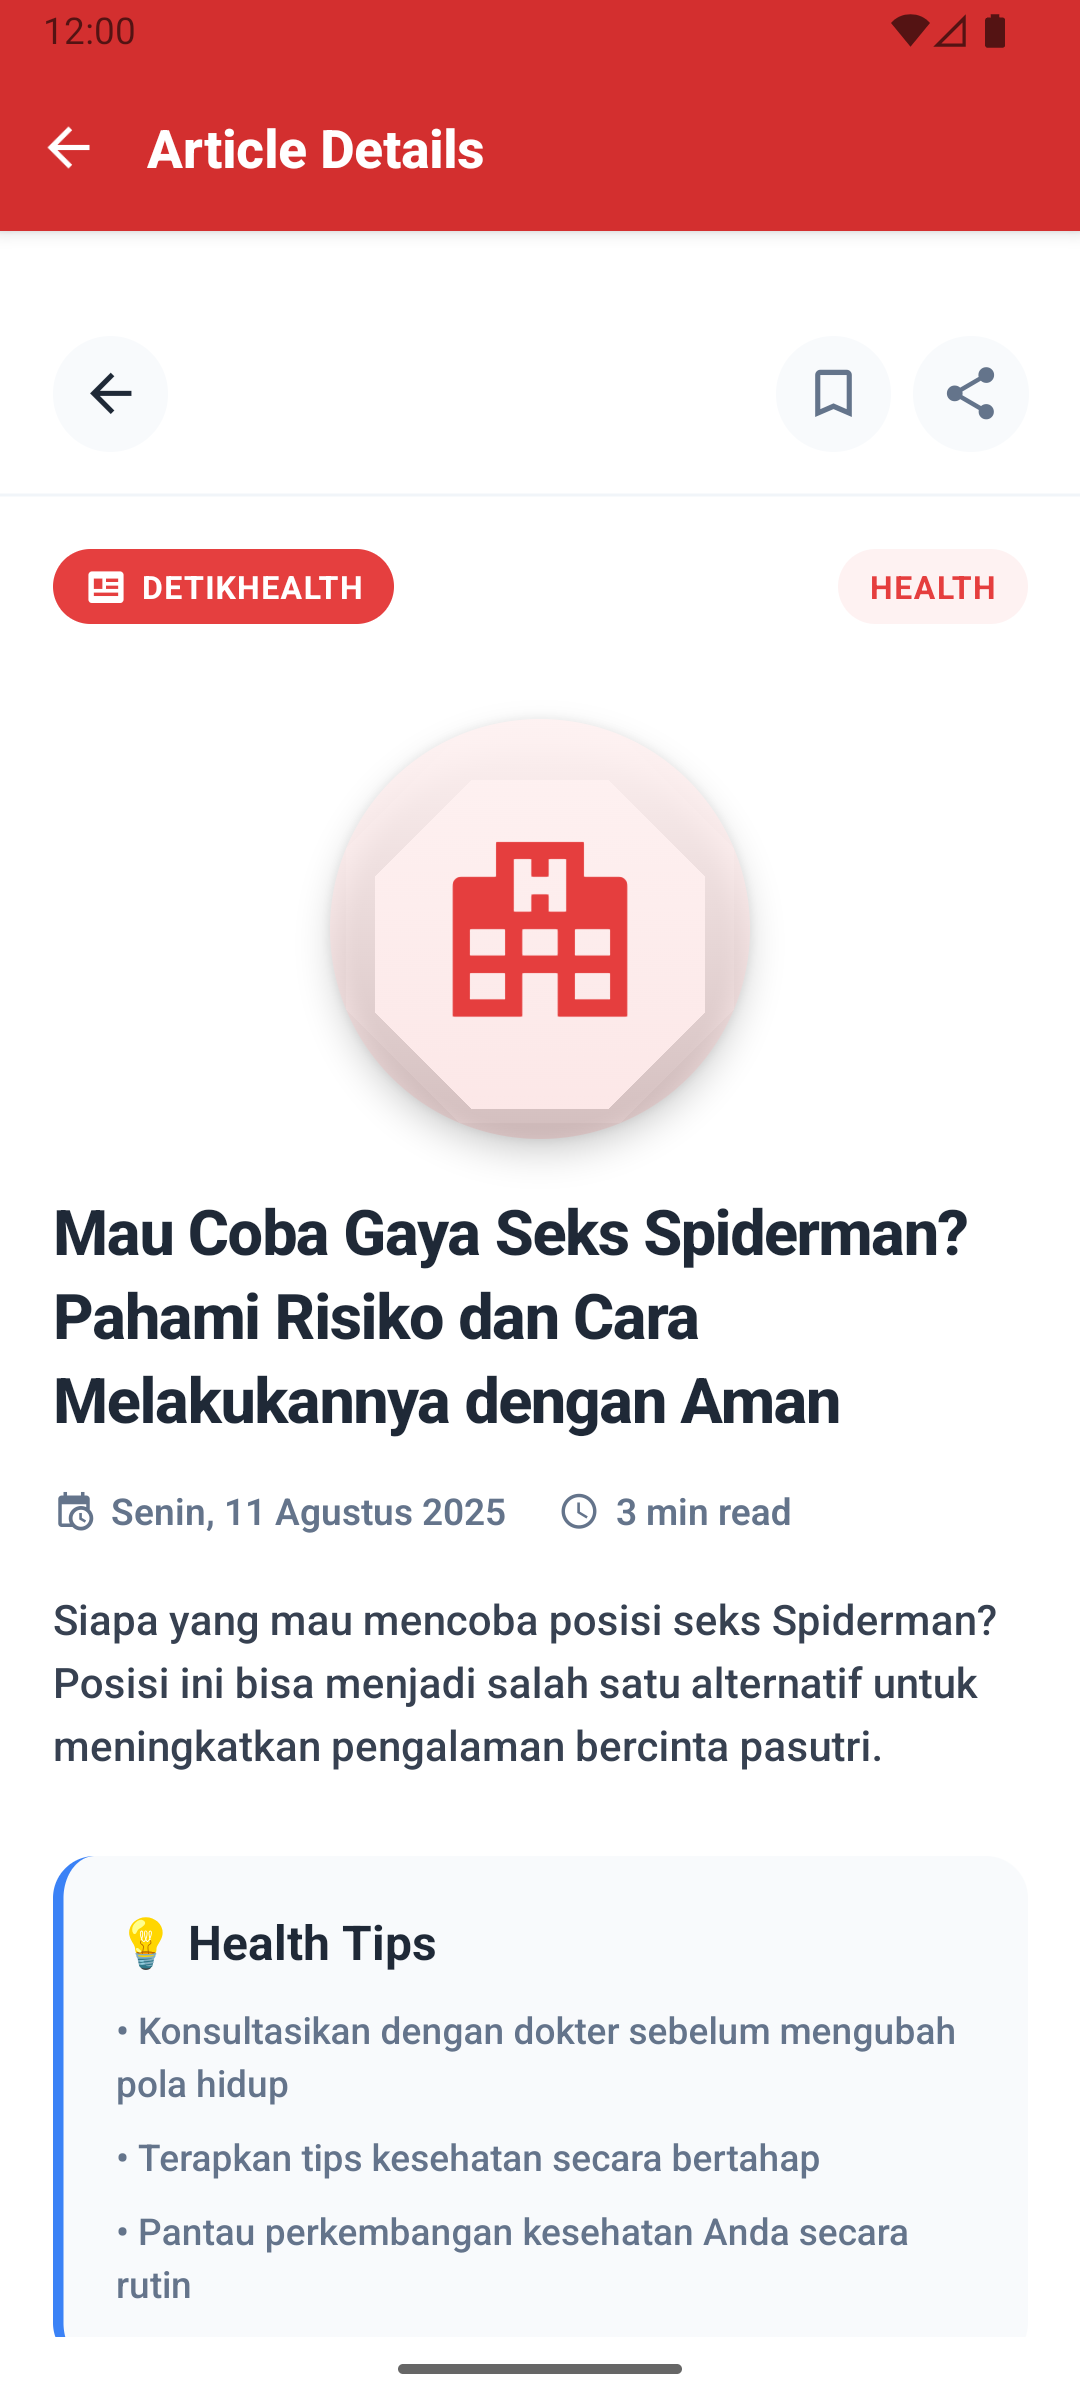 12:00
Article Details
DETIKHEALTH
HEALTH
H
Mau Coba Gaya Seks Spiderman?
Pahami Risiko dan Cara
Melakukannya dengan Aman
Senin, 11 Agustus 2025
3 min read
Siapa yang mau mencoba posisi seks Spiderman?
Posisi ini bisa menjadi salah satu alternatif untuk
meningkatkan pengalaman bercinta pasutri.
💡 Health Tips
• Konsultasikan dengan dokter sebelum mengubah
pola hidup
• Terapkan tips kesehatan secara bertahap
• Pantau perkembangan kesehatan Anda secara
rutin